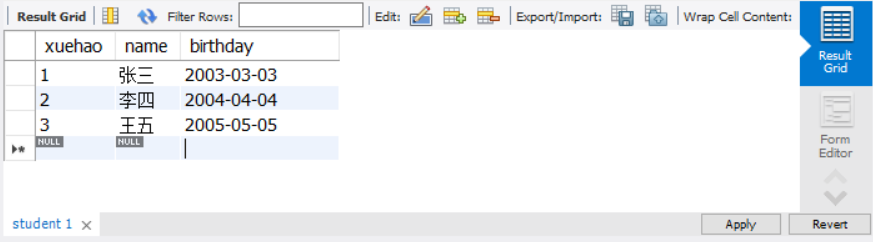 Result Grid Filter Rows: Edit: Export/Import: Wrap Cell Content:
xuehao name birthday
1 张三 2003-03-03
2 李四 2004-04-04
3 王五 2005-05-05
NULL NULL
Result Grid
Form Editor
student 1
Apply Revert